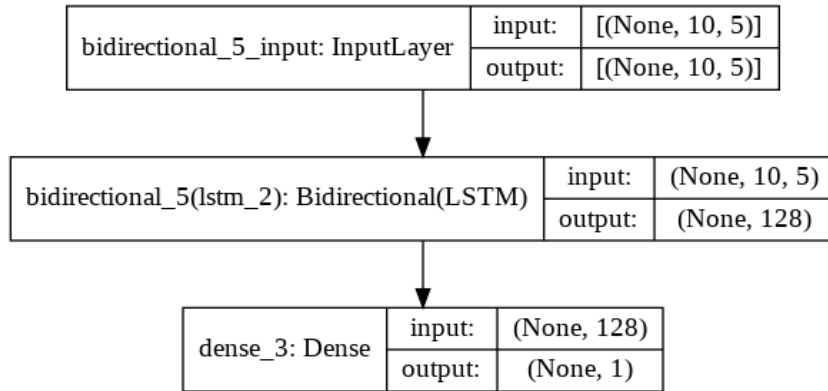 bidirectional_5_input: InputLayer
input:
[(None, 10, 5)]
output:
[(None, 10, 5)]
bidirectional_5(lstm_2): Bidirectional(LSTM)
input:
(None, 10, 5)
output:
(None, 128)
dense_3: Dense
input:
(None, 128)
output:
(None, 1)